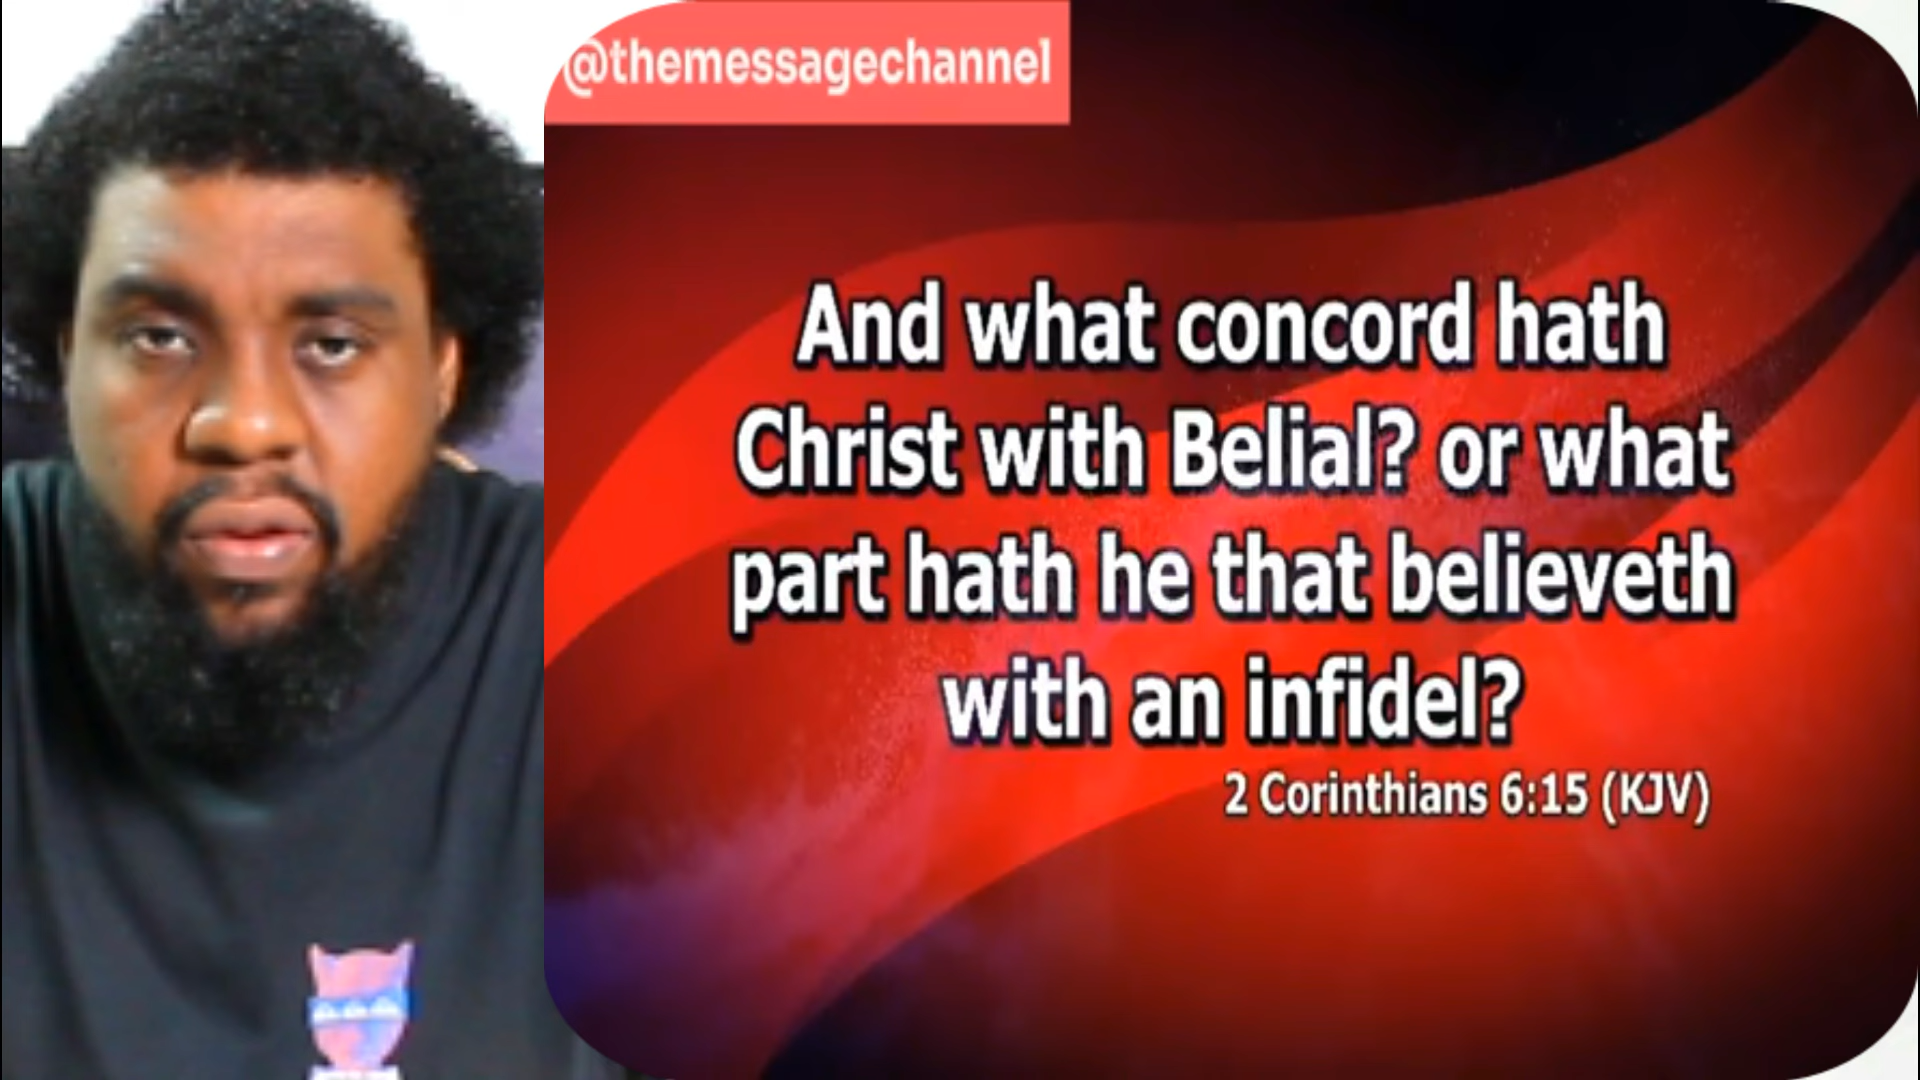 @themessagechannel
And what concord hath
Christ with Belial? or what
part hath he that believeth
with an infidel?
2 Corinthians 6:15 (KJV)